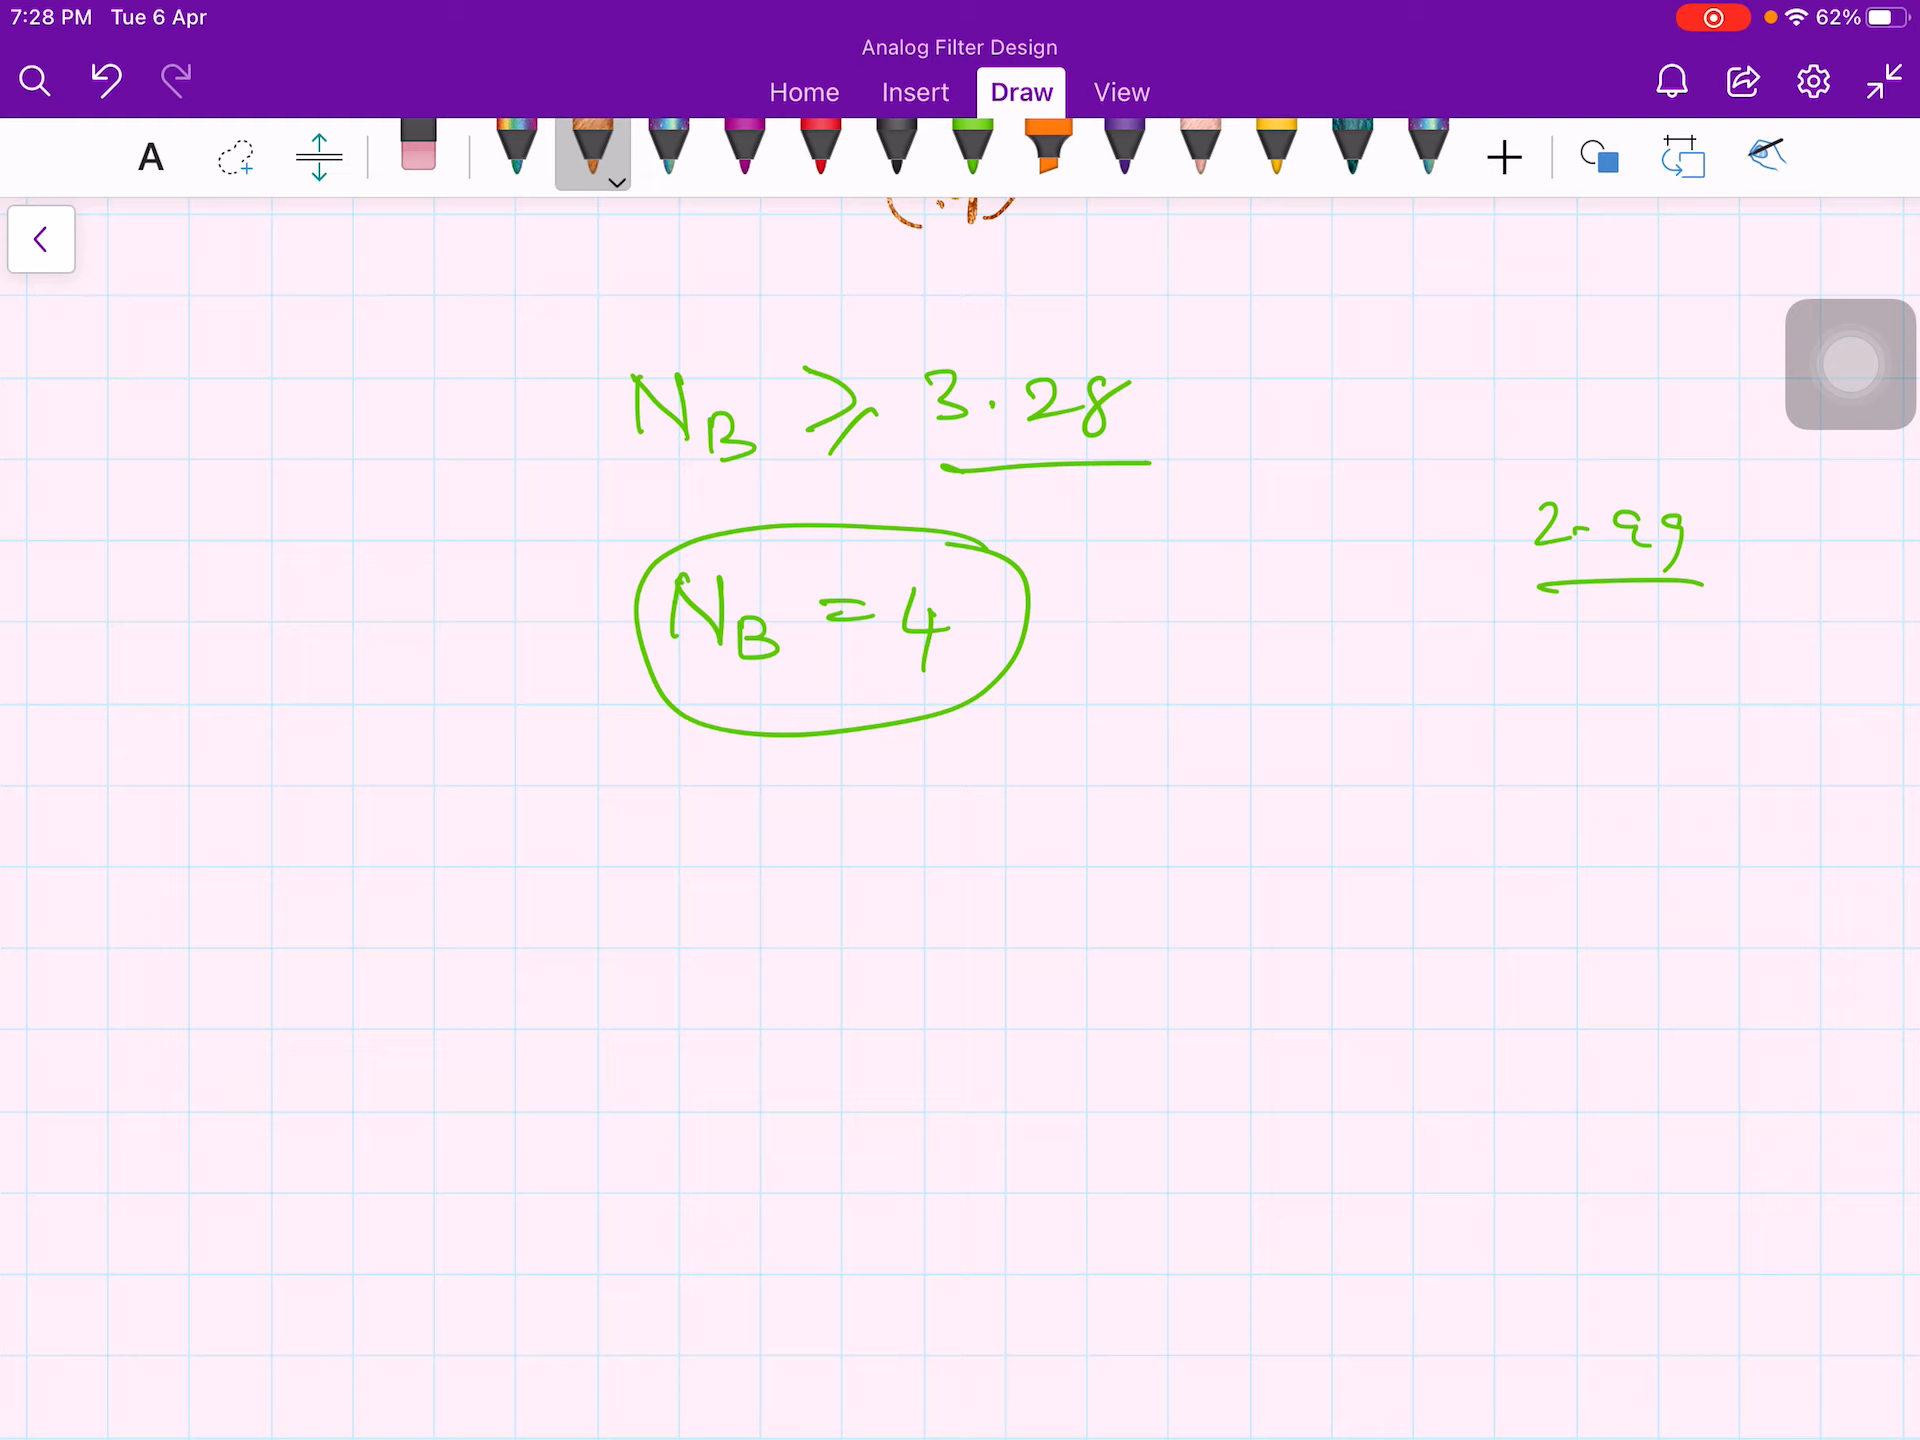 7:28 PM Tue 6 Apr
62%
Analog Filter Design
Home Insert Draw View
A
N_B ⩾ 3.28
2.99
N_B = 4